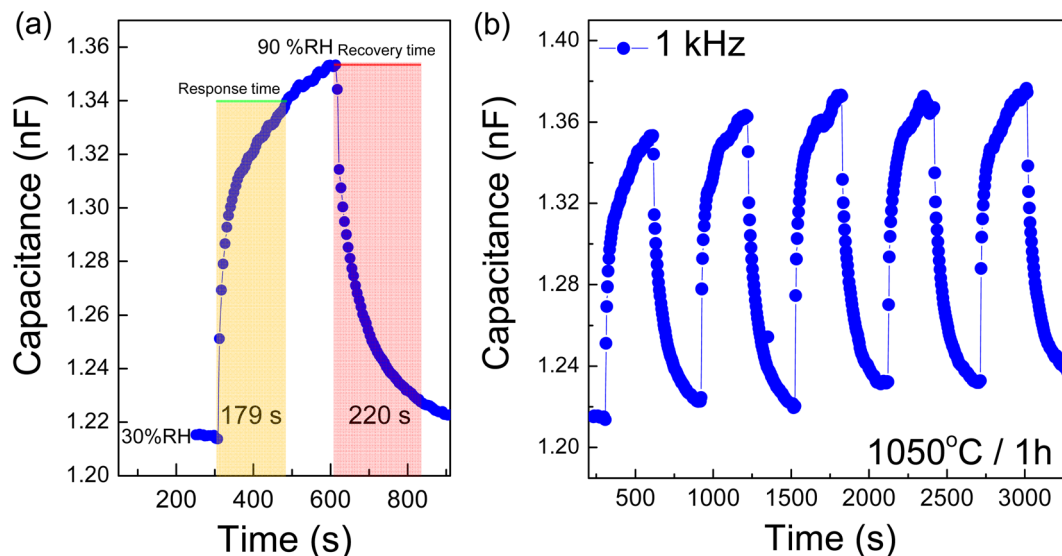 (a)
Capacitance (nF)
1.36
1.34
1.32
1.30
1.28
1.26
1.24
1.22
1.20
90 %RH
Recovery time
Response time
30%RH
179 s
220 s
200
400
600
800
Time (s)
(b)
Capacitance (nF)
1.40
1.36
1.32
1.28
1.24
1.20
1 kHz
1050°C / 1h
500
1000
1500
2000
2500
3000
Time (s)